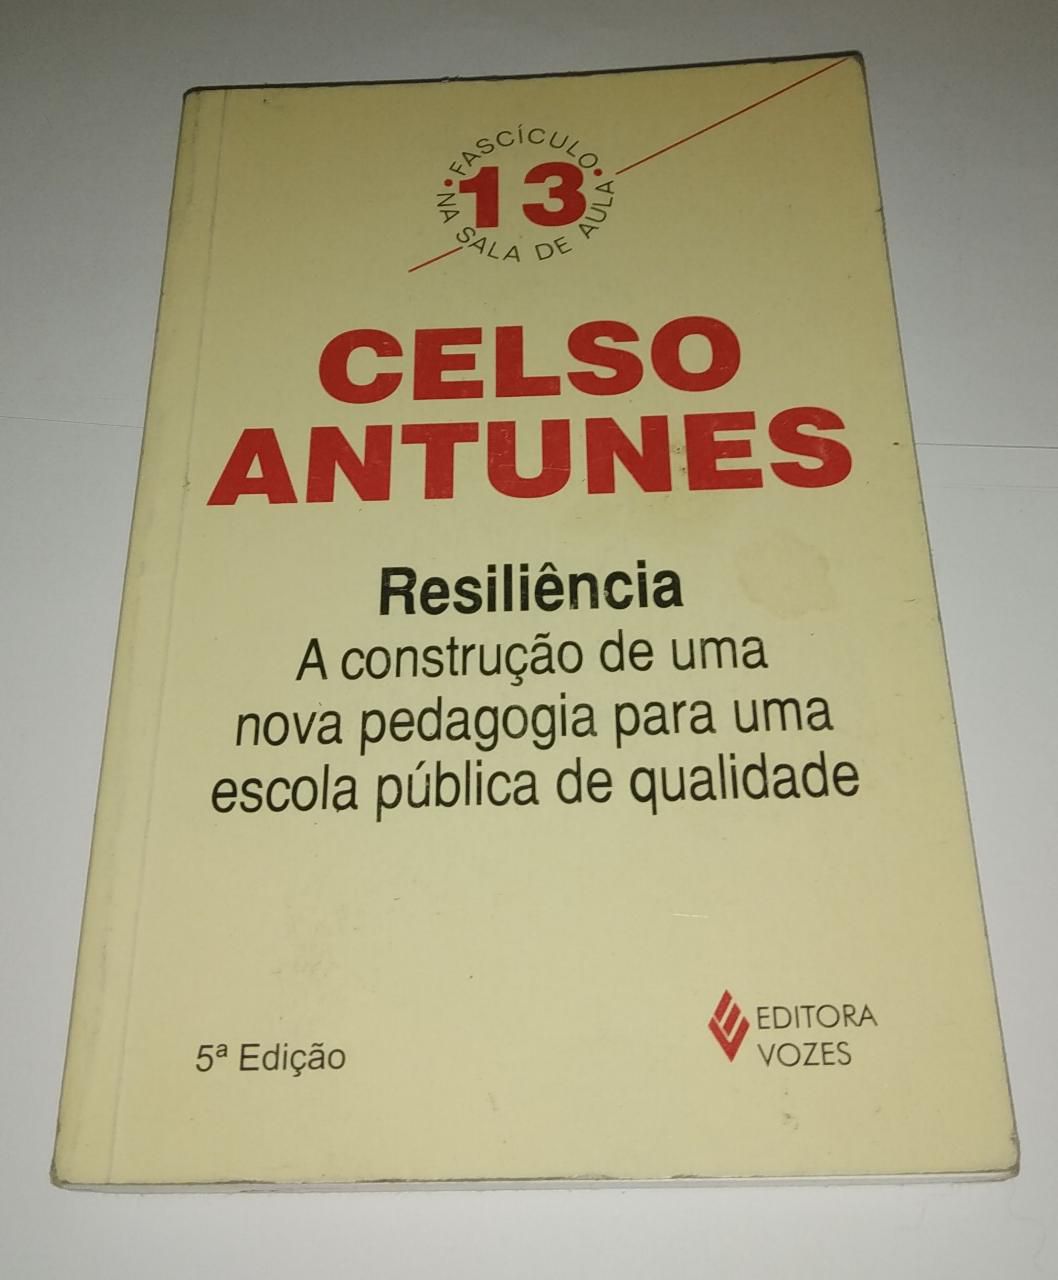 FASCÍCULO
13
NA SALA DE AULA
CELSO
ANTUNES
Resiliência
A construção de uma
nova pedagogia para uma
escola pública de qualidade
5ª Edição
EDITORA
VOZES